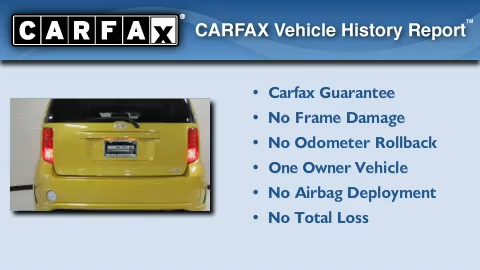 CARFAX®
CARFAX Vehicle History Report™
• Carfax Guarantee
• No Frame Damage
• No Odometer Rollback
• One Owner Vehicle
• No Airbag Deployment
• No Total Loss